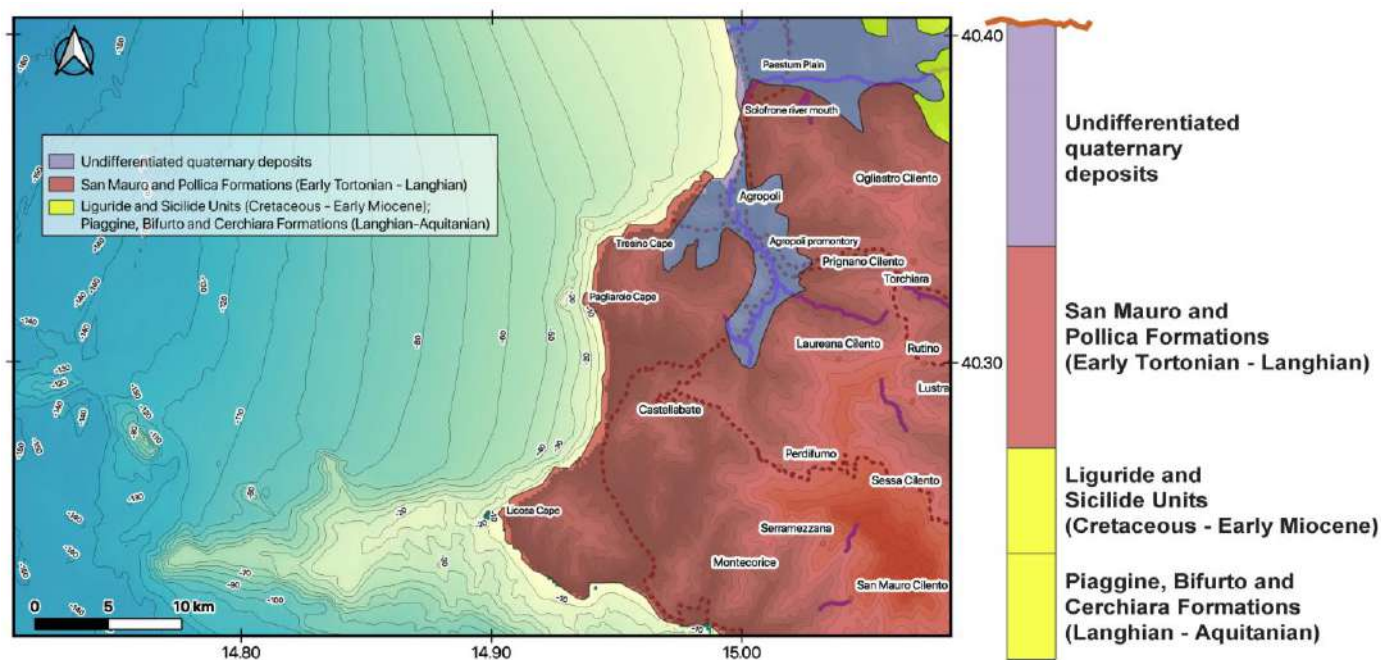 Undifferentiated quaternary deposits
San Mauro and Pollica Formations (Early Tortonian - Langhian)
Liguride and Sicilide Units (Cretaceous - Early Miocene);
Piaggine, Bifurto and Cerchiara Formations (Langhian-Aquitanian)
Paestum Plain
Solofrone river mouth
Ogliastro Cilento
Agropoli
Tresino Cape
Agropoli promontory
Prignano Cilento
Torchiara
Pagliarolo Cape
Laureana Cilento
Rutino
Lustra
Castellabate
Perdifumo
Sessa Cilento
Licosa Cape
Serramezzana
Montecorice
San Mauro Cilento
0 5 10 km
14.80 14.90 15.00
40.40
40.30
Undifferentiated
quaternary
deposits
San Mauro and
Pollica Formations
(Early Tortonian - Langhian)
Liguride and
Sicilide Units
(Cretaceous - Early Miocene)
Piaggine, Bifurto and
Cerchiara Formations
(Langhian - Aquitanian)